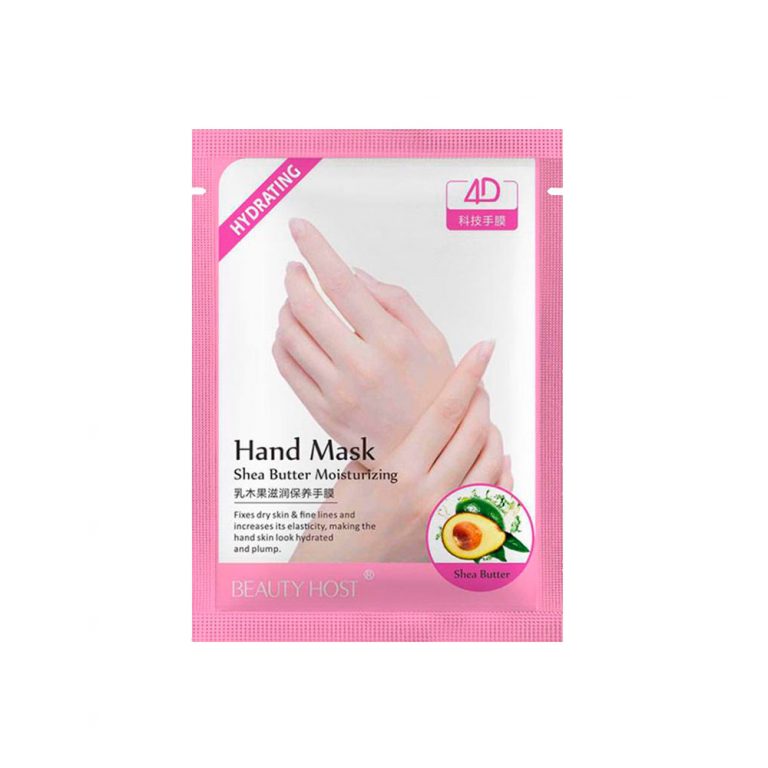 HYDRATING
4D
科技手膜
Hand Mask
Shea Butter Moisturizing
乳木果滋润保养手膜
Fixes dry skin & fine lines and
increases its elasticity, making the
hand skin look hydrated
and plump.
Shea Butter
BEAUTY HOST ®